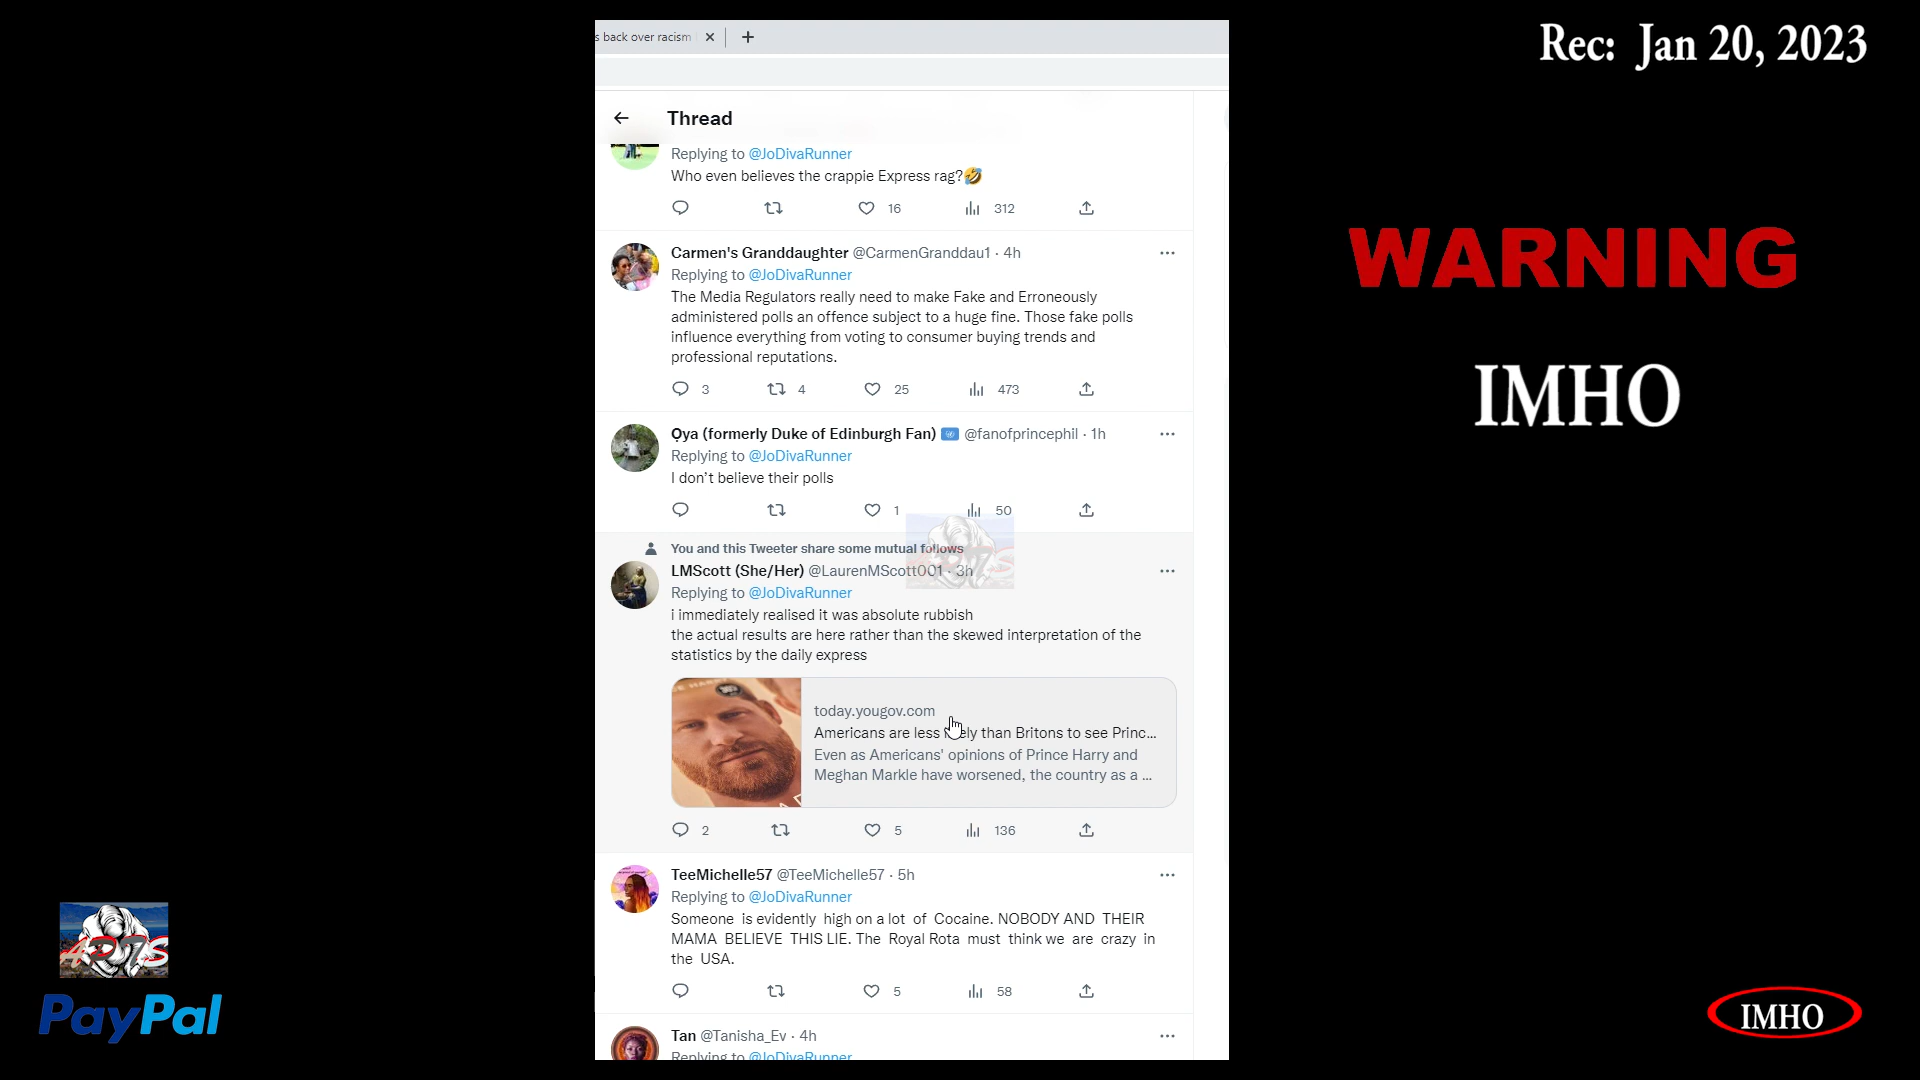 s back over racism
Rec: Jan 20, 2023
Thread
Replying to @JoDivaRunner
Who even believes the crappie Express rag?🤣
16 312
WARNING
IMHO
Carmen's Granddaughter @CarmenGranddau1 · 4h
Replying to @JoDivaRunner
The Media Regulators really need to make Fake and Erroneously
administered polls an offence subject to a huge fine. Those fake polls
influence everything from voting to consumer buying trends and
professional reputations.
3 4 25 473
Ọya (formerly Duke of Edinburgh Fan) 🇺🇳 @fanofprincephil · 1h
Replying to @JoDivaRunner
I don’t believe their polls
1 50
You and this Tweeter share some mutual follows
LMScott (She/Her) @LaurenMScott001 · 3h
Replying to @JoDivaRunner
i immediately realised it was absolute rubbish
the actual results are here rather than the skewed interpretation of the
statistics by the daily express
today.yougov.com
Americans are less likely than Britons to see Princ...
Even as Americans' opinions of Prince Harry and
Meghan Markle have worsened, the country as a ...
2 5 136
TeeMichelle57 @TeeMichelle57 · 5h
Replying to @JoDivaRunner
Someone is evidently high on a lot of Cocaine. NOBODY AND THEIR
MAMA BELIEVE THIS LIE. The Royal Rota must think we are crazy in
the USA.
5 58
Tan @Tanisha_Ev · 4h
Replying to @JoDivaRunner
PayPal
IMHO